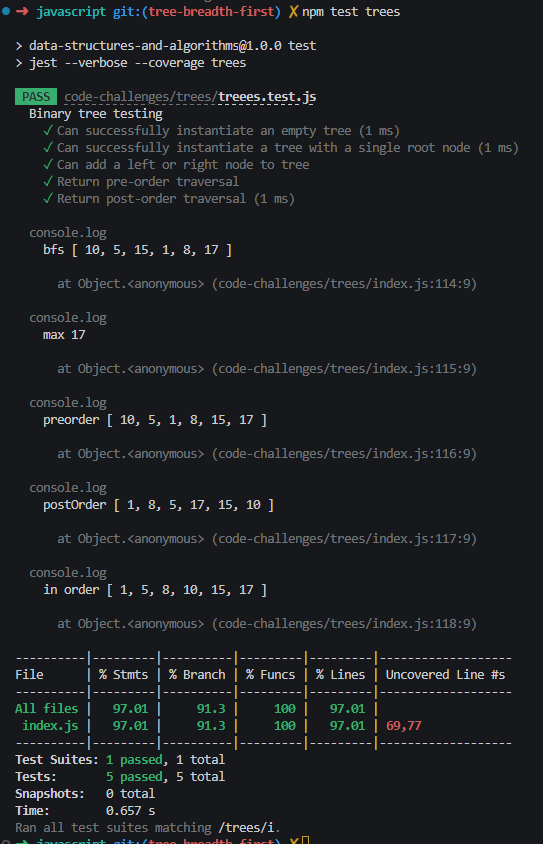 ➜ javascript git:(tree-breadth-first) ✗ npm test trees
> data-structures-and-algorithms@1.0.0 test
> jest --verbose --coverage trees
PASS code-challenges/trees/treees.test.js
Binary tree testing
✓ Can successfully instantiate an empty tree (1 ms)
✓ Can successfully instantiate a tree with a single root node (1 ms)
✓ Can add a left or right node to tree
✓ Return pre-order traversal
✓ Return post-order traversal (1 ms)
console.log
bfs [ 10, 5, 15, 1, 8, 17 ]
at Object.<anonymous> (code-challenges/trees/index.js:114:9)
console.log
max 17
at Object.<anonymous> (code-challenges/trees/index.js:115:9)
console.log
preorder [ 10, 5, 1, 8, 15, 17 ]
at Object.<anonymous> (code-challenges/trees/index.js:116:9)
console.log
postOrder [ 1, 8, 5, 17, 15, 10 ]
at Object.<anonymous> (code-challenges/trees/index.js:117:9)
console.log
in order [ 1, 5, 8, 10, 15, 17 ]
at Object.<anonymous> (code-challenges/trees/index.js:118:9)
----------|---------|----------|---------|---------|-------------------
File      | % Stmts | % Branch | % Funcs | % Lines | Uncovered Line #s
----------|---------|----------|---------|---------|-------------------
All files |   97.01 |     91.3 |     100 |   97.01 |
 index.js |   97.01 |     91.3 |     100 |   97.01 | 69,77
----------|---------|----------|---------|---------|-------------------
Test Suites: 1 passed, 1 total
Tests:       5 passed, 5 total
Snapshots:   0 total
Time:        0.657 s
Ran all test suites matching /trees/i.
➜ javascript git:(tree-breadth-first) ✗